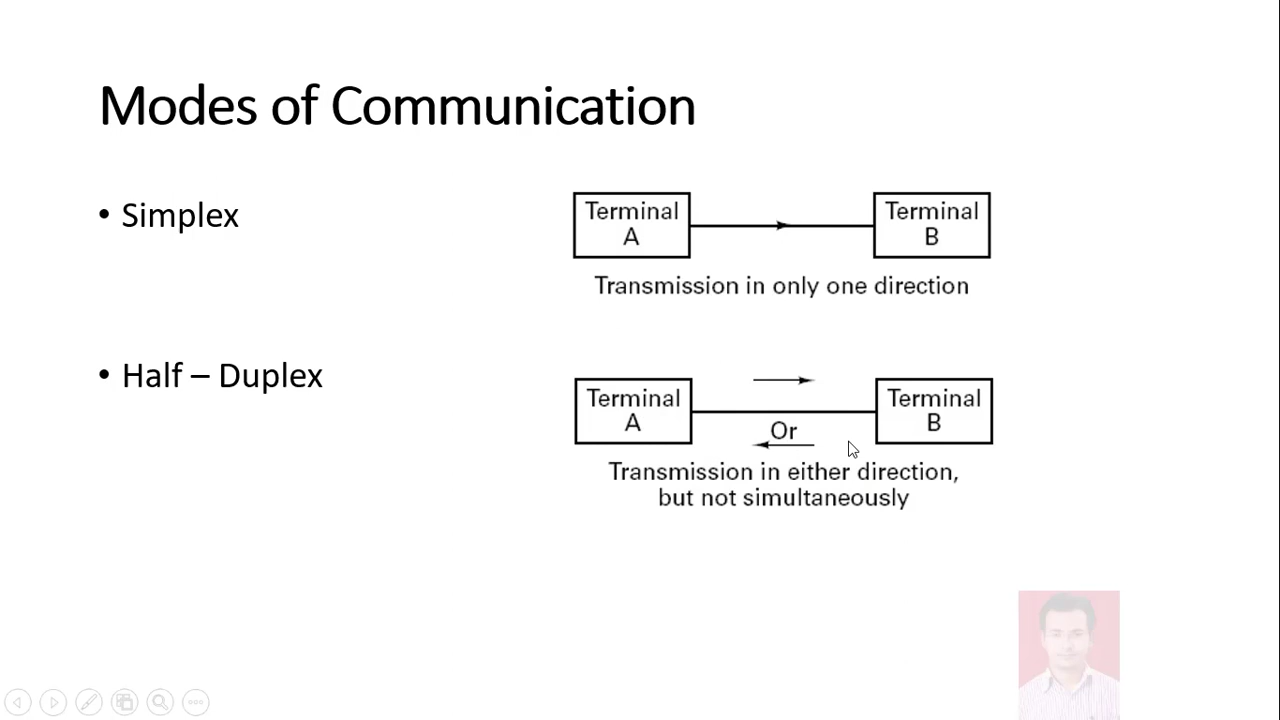 Modes of Communication
• Simplex
Terminal A
Terminal B
Transmission in only one direction
• Half – Duplex
Terminal A
Terminal B
Or
Transmission in either direction,
but not simultaneously